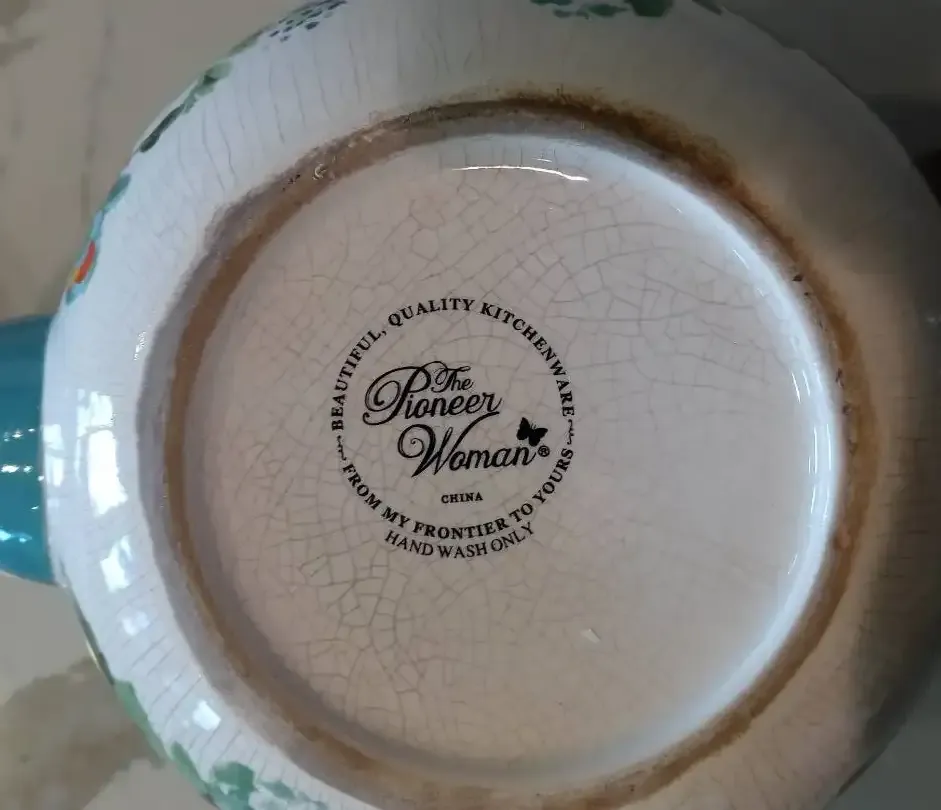 BEAUTIFUL, QUALITY KITCHENWARE
The
Pioneer
Woman®
CHINA
FROM MY FRONTIER TO YOURS
HAND WASH ONLY